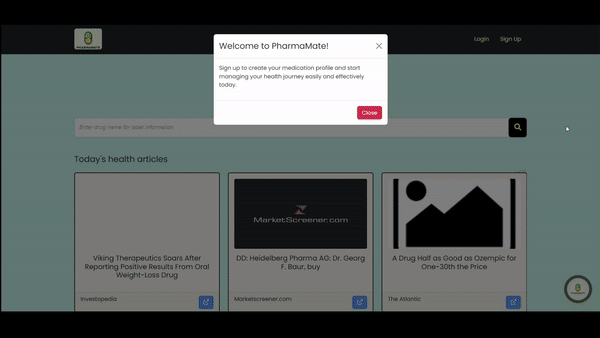 PHARMAMATE
Login
Sign Up
Welcome to PharmaMate!
Sign up to create your medication profile and start
managing your health journey easily and effectively
today.
Close
Enter drug name for label information
Today's health articles
MarketScreener.com
Viking Therapeutics Soars After
Reporting Positive Results From Oral
Weight-Loss Drug
DD: Heidelberg Pharma AG: Dr. Georg
F. Baur, buy
A Drug Half as Good as Ozempic for
One-30th the Price
Investopedia
Marketscreener.com
The Atlantic
PHARMAMATE